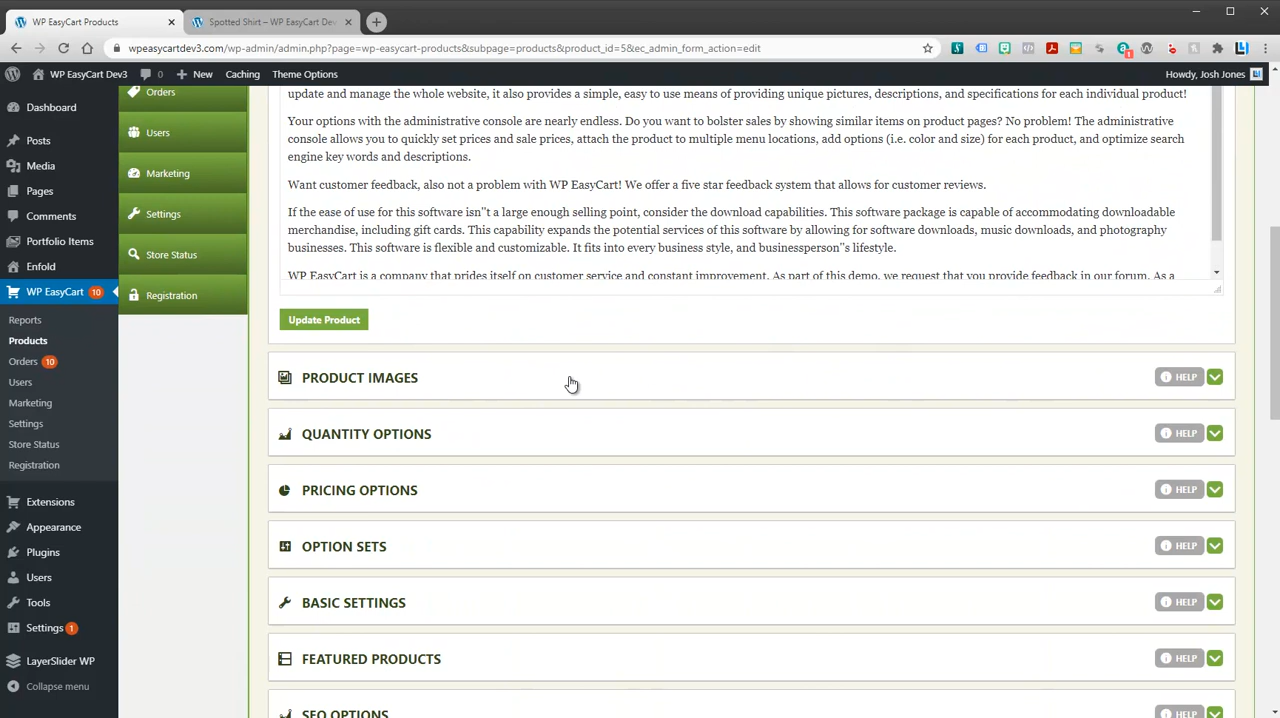 WP EasyCart Products
Spotted Shirt – WP EasyCart Dev
wpeasycartdev3.com/wp-admin/admin.php?page=wp-easycart-products&subpage=products&product_id=5&ec_admin_form_action=edit
WP EasyCart Dev3
0
New
Caching
Theme Options
Howdy, Josh Jones
Dashboard
Posts
Media
Pages
Comments
Portfolio Items
Enfold
WP EasyCart 10
Reports
Products
Orders 10
Users
Marketing
Settings
Store Status
Registration
Extensions
Appearance
Plugins
Users
Tools
Settings 1
LayerSlider WP
Collapse menu
Orders
Users
Marketing
Settings
Store Status
Registration
update and manage the whole website, it also provides a simple, easy to use means of providing unique pictures, descriptions, and specifications for each individual product!
Your options with the administrative console are nearly endless. Do you want to bolster sales by showing similar items on product pages? No problem! The administrative
console allows you to quickly set prices and sale prices, attach the product to multiple menu locations, add options (i.e. color and size) for each product, and optimize search
engine key words and descriptions.
Want customer feedback, also not a problem with WP EasyCart! We offer a five star feedback system that allows for customer reviews.
If the ease of use for this software isn"t a large enough selling point, consider the download capabilities. This software package is capable of accommodating downloadable
merchandise, including gift cards. This capability expands the potential services of this software by allowing for software downloads, music downloads, and photography
businesses. This software is flexible and customizable. It fits into every business style, and businessperson"s lifestyle.
WP EasyCart is a company that prides itself on customer service and constant improvement. As part of this demo, we request that you provide feedback in our forum. As a
Update Product
PRODUCT IMAGES
HELP
QUANTITY OPTIONS
HELP
PRICING OPTIONS
HELP
OPTION SETS
HELP
BASIC SETTINGS
HELP
FEATURED PRODUCTS
HELP
SEO OPTIONS
HELP